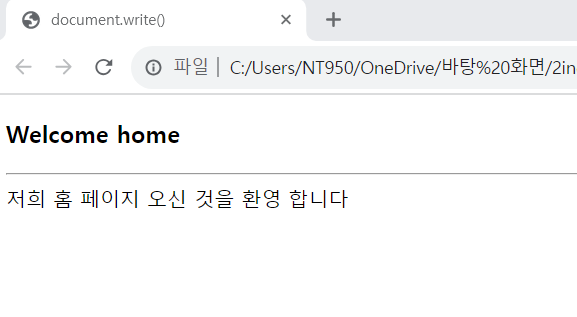 document.write()
파일 | C:/Users/NT950/OneDrive/바탕%20화면/2in
Welcome home
저희 홈 페이지 오신 것을 환영 합니다